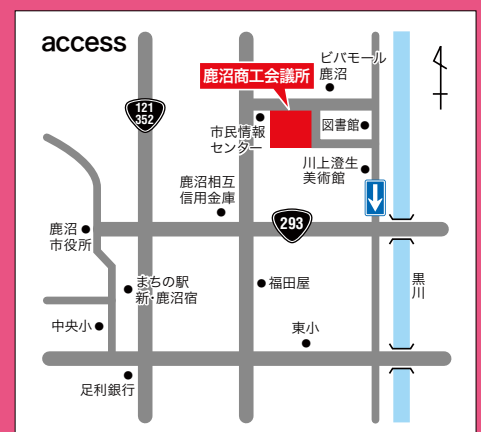 access
ビバモール
鹿沼
鹿沼商工会議所
121
352
市民情報
センター
図書館
川上澄生
美術館
鹿沼相互
信用金庫
293
鹿沼
市役所
まちの駅
新・鹿沼宿
福田屋
黒川
中央小
東小
足利銀行